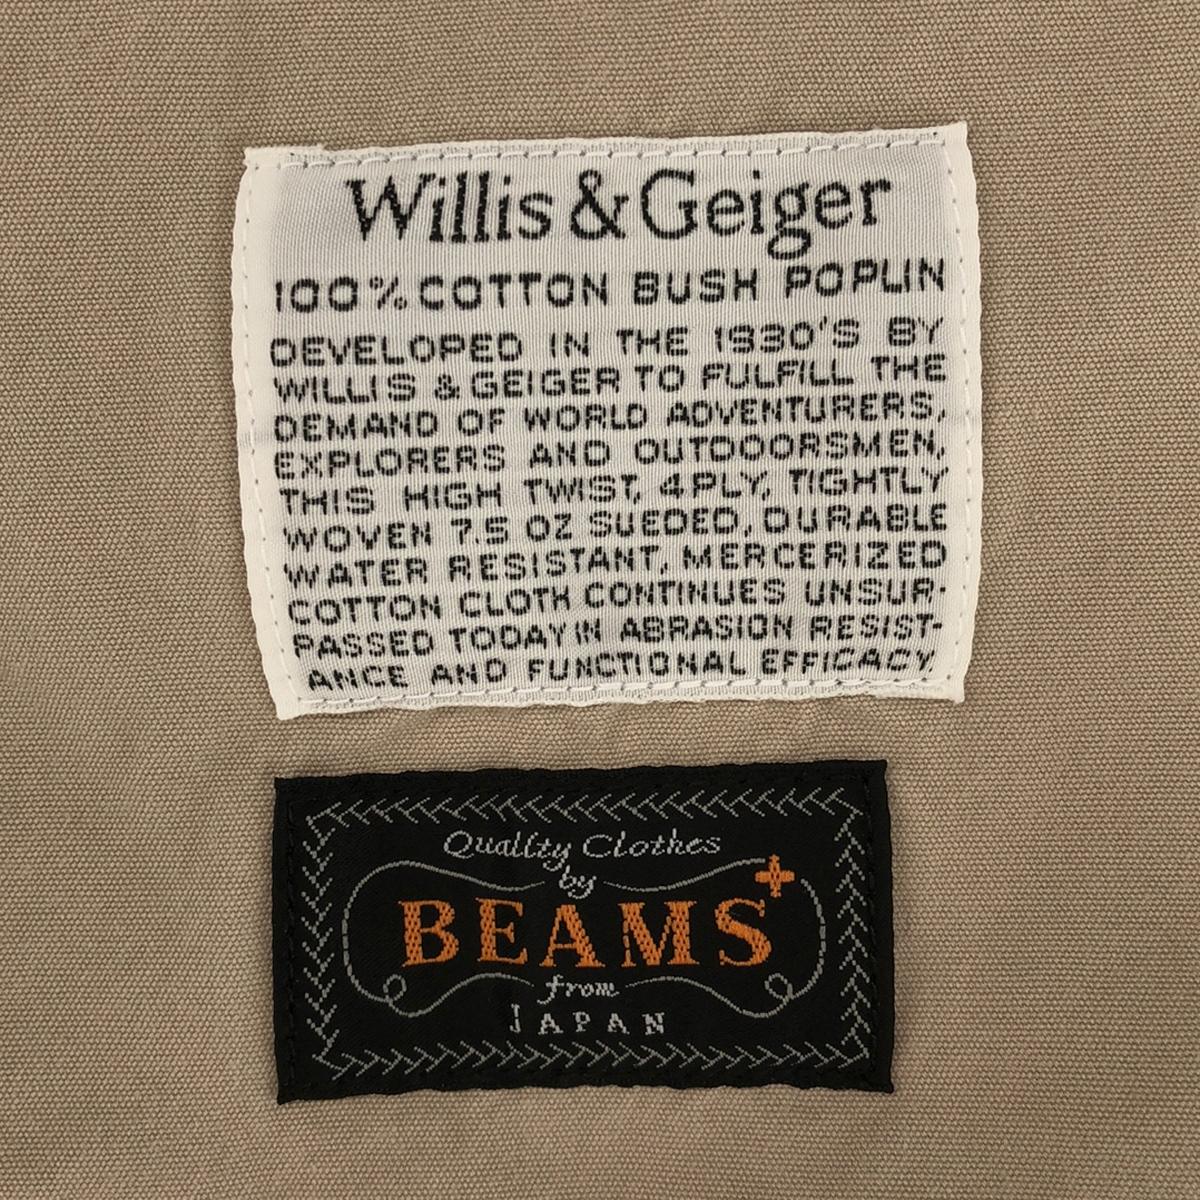 Willis & Geiger
100% COTTON BUSH POPLIN
DEVELOPED IN THE 1930'S BY
WILLIS & GEIGER TO FULFILL THE
DEMAND OF WORLD ADVENTURERS,
EXPLORERS AND OUTDOORSMEN,
THIS HIGH TWIST, 4PLY, TIGHTLY
WOVEN 7.5 OZ SUEDED, DURABLE
WATER RESISTANT, MERCERIZED
COTTON CLOTH CONTINUES UNSUR-
PASSED TODAY IN ABRASION RESIST-
ANCE AND FUNCTIONAL EFFICACY.
Quality Clothes
by
BEAMS+
from
JAPAN